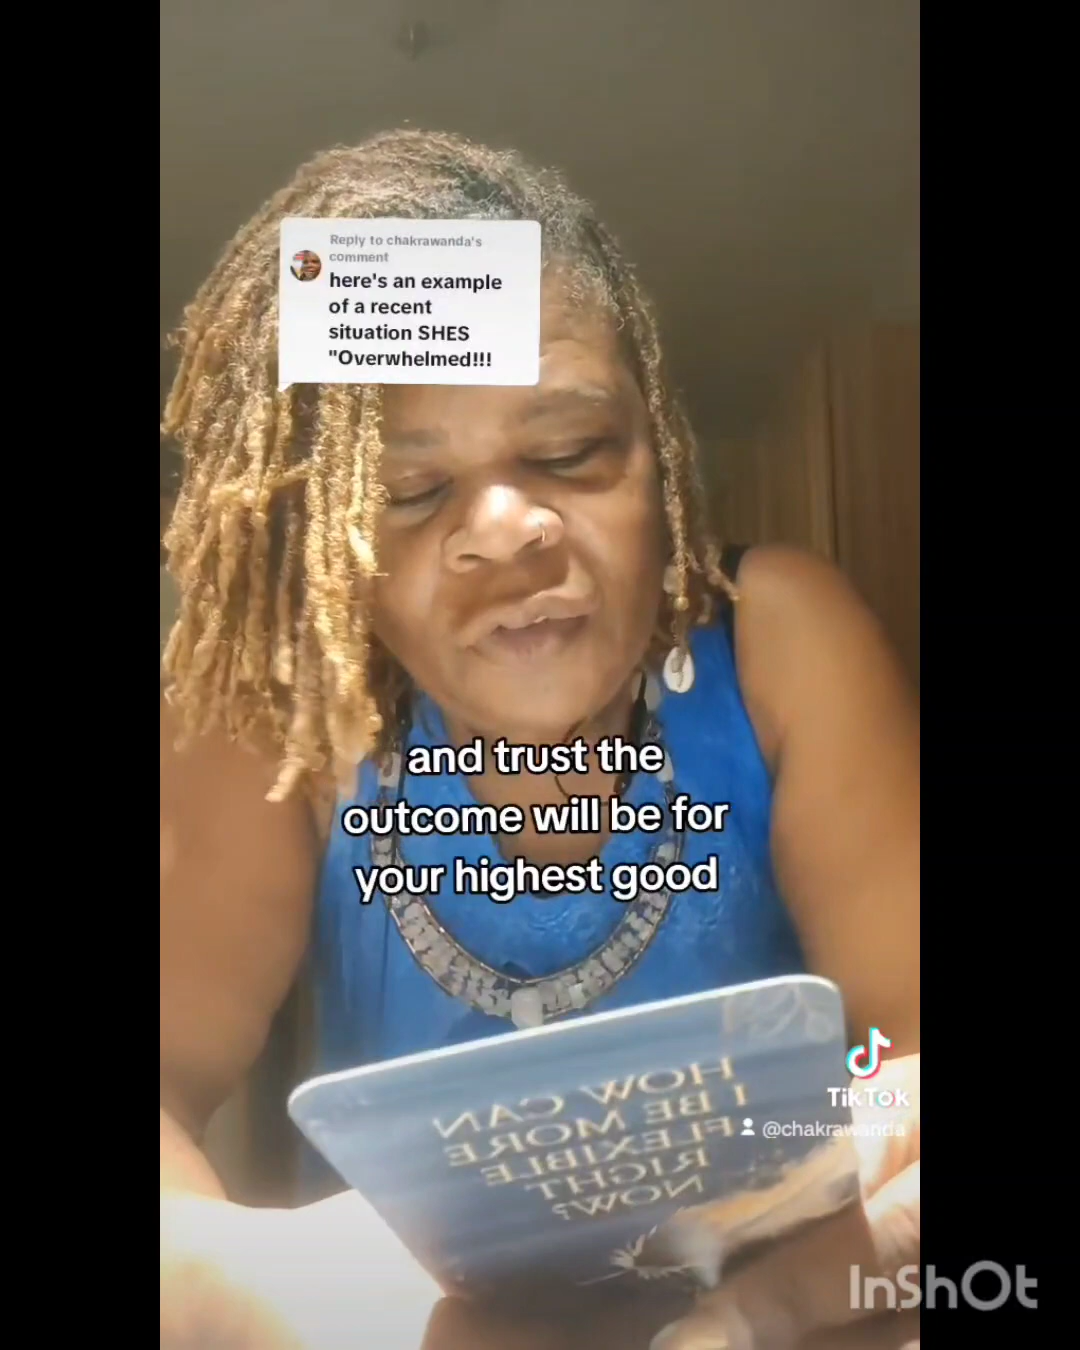 Reply to chakrawanda's
comment
here's an example
of a recent
situation SHES
"Overwhelmed!!!
and trust the
outcome will be for
your highest good
HOW CAN
I BE MORE
FLEXIBLE
RIGHT
NOW?
TikTok
@chakrawanda
InShOt